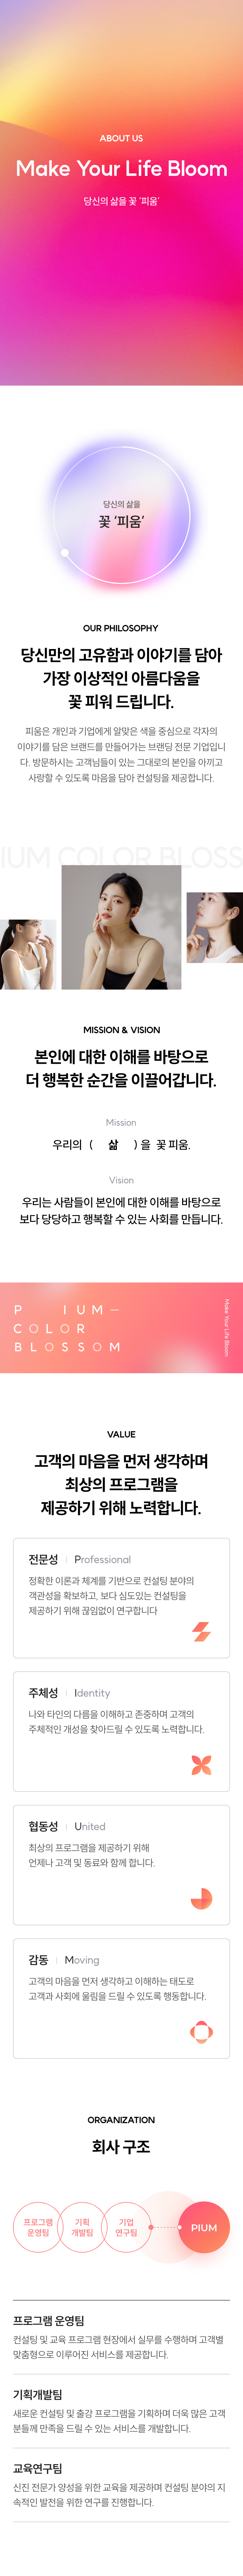 ABOUT US
Make Your Life Bloom
당신의 삶을 꽃 '피움'
당신의 삶을
꽃 '피움'
OUR PHILOSOPHY
당신만의 고유함과 이야기를 담아
가장 이상적인 아름다움을
꽃 피워 드립니다.
피움은 개인과 기업에게 알맞은 색을 중심으로 각자의
이야기를 담은 브랜드를 만들어가는 브랜딩 전문 기업입니
다. 방문하시는 고객님들이 있는 그대로의 본인을 아끼고
사랑할 수 있도록 마음을 담아 컨설팅을 제공합니다.
IUM COLOR BLOSS
MISSION & VISION
본인에 대한 이해를 바탕으로
더 행복한 순간을 이끌어갑니다.
Mission
우리의 ( 삶 ) 을 꽃 피움.
Vision
우리는 사람들이 본인에 대한 이해를 바탕으로
보다 당당하고 행복할 수 있는 사회를 만듭니다.
P IUM—
COLOR
BLOSSOM
Make Your Life Bloom
VALUE
고객의 마음을 먼저 생각하며
최상의 프로그램을
제공하기 위해 노력합니다.
전문성 | Professional
정확한 이론과 체계를 기반으로 컨설팅 분야의
객관성을 확보하고, 보다 심도있는 컨설팅을
제공하기 위해 끊임없이 연구합니다
주체성 | Identity
나와 타인의 다름을 이해하고 존중하며 고객의
주체적인 개성을 찾아드릴 수 있도록 노력합니다.
협동성 | United
최상의 프로그램을 제공하기 위해
언제나 고객 및 동료와 함께 합니다.
감동 | Moving
고객의 마음을 먼저 생각하고 이해하는 태도로
고객과 사회에 울림을 드릴 수 있도록 행동합니다.
ORGANIZATION
회사 구조
프로그램
운영팀
기획
개발팀
기업
연구팀
PIUM
프로그램 운영팀
컨설팅 및 교육 프로그램 현장에서 실무를 수행하며 고객별
맞춤형으로 이루어진 서비스를 제공합니다.
기획개발팀
새로운 컨설팅 및 출강 프로그램을 기획하며 더욱 많은 고객
분들께 만족을 드릴 수 있는 서비스를 개발합니다.
교육연구팀
신진 전문가 양성을 위한 교육을 제공하며 컨설팅 분야의 지
속적인 발전을 위한 연구를 진행합니다.